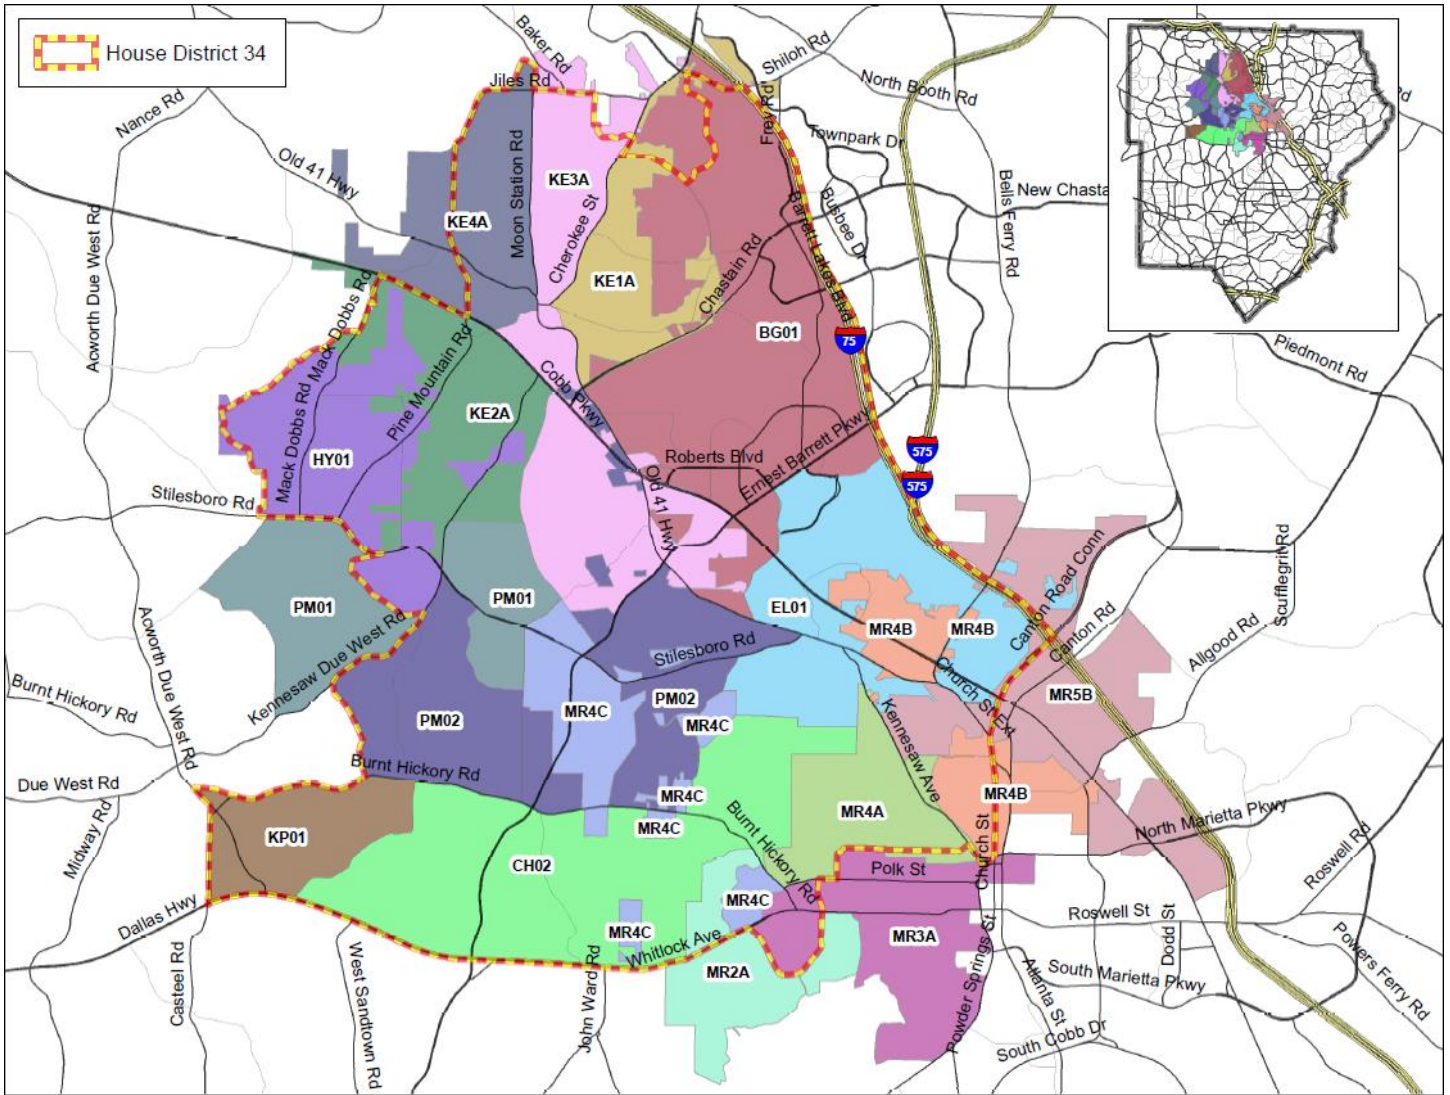 House District 34
Baker Rd
Shiloh Rd
Jiles Rd
North Booth Rd
Rd
Nance Rd
Frey Rd
Townpark Dr
Old 41 Hwy
Moon Station Rd
KE3A
Bells Ferry Rd
New Chasta
Acworth Due West Rd
KE4A
Cherokee St
Barrett Lakes Blvd
Busbee Dr
KE1A
Chastain Rd
Mack Dobbs Rd
BG01
75
Piedmont Rd
Pine Mountain Rd
Cobb Pkwy
Mack Dobbs Rd
KE2A
HY01
Ernest Barrett Pkwy
575
Roberts Blvd
575
Stilesboro Rd
Old 41 Hwy
Scufflegrit Rd
Canton Road Conn
PM01
PM01
EL01
MR4B
MR4B
Canton Rd
Allgood Rd
Acworth Due West Rd
Kennesaw Due West Rd
Stilesboro Rd
Church St Ext
Burnt Hickory Rd
MR5B
PM02
MR4C
PM02
MR4C
Kennesaw Ave
Due West Rd
Burnt Hickory Rd
MR4C
MR4B
Midway Rd
MR4A
KP01
MR4C
Burnt Hickory Rd
North Marietta Pkwy
CH02
Polk St
Church St
Roswell Rd
Dallas Hwy
MR4C
Roswell St
MR4C
Whitlock Ave
MR3A
Dodd St
Powers Ferry Rd
MR2A
South Marietta Pkwy
Casteel Rd
West Sandtown Rd
John Ward Rd
Powder Springs St
Atlanta St
South Cobb Dr